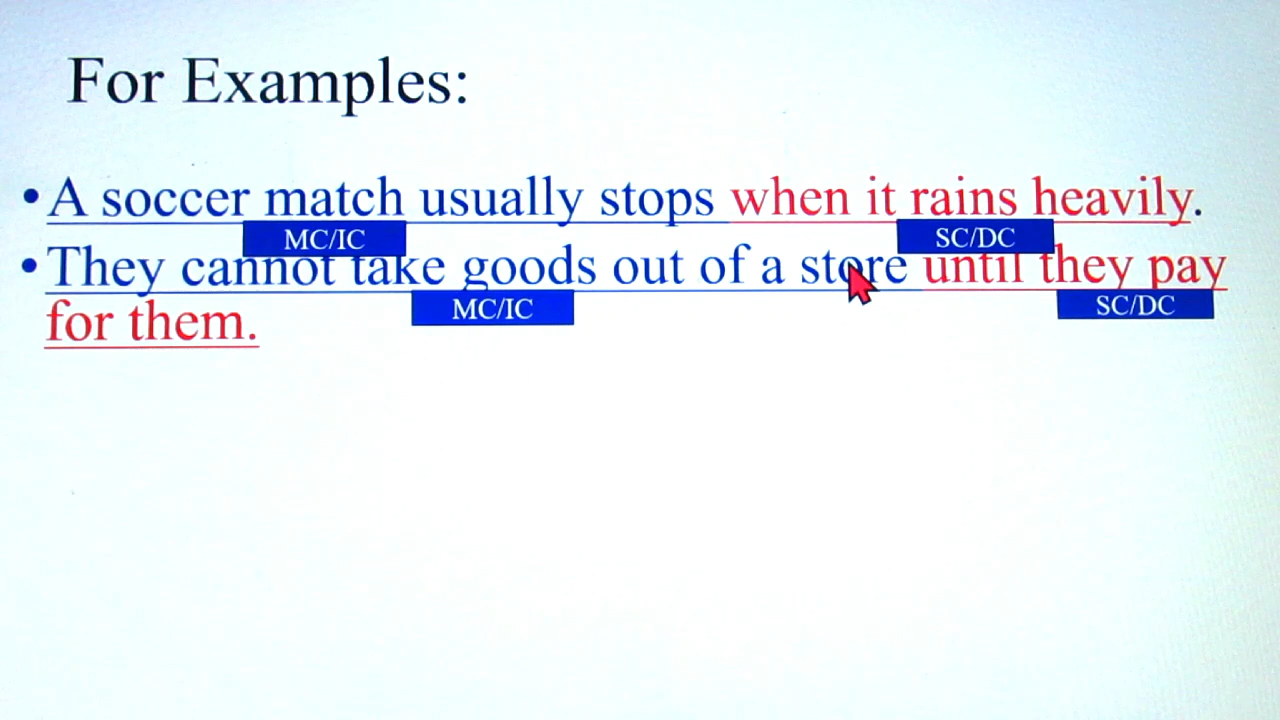 For Examples:
• A soccer match usually stops when it rains heavily.
MC/IC SC/DC
• They cannot take goods out of a store until they pay
MC/IC SC/DC
for them.